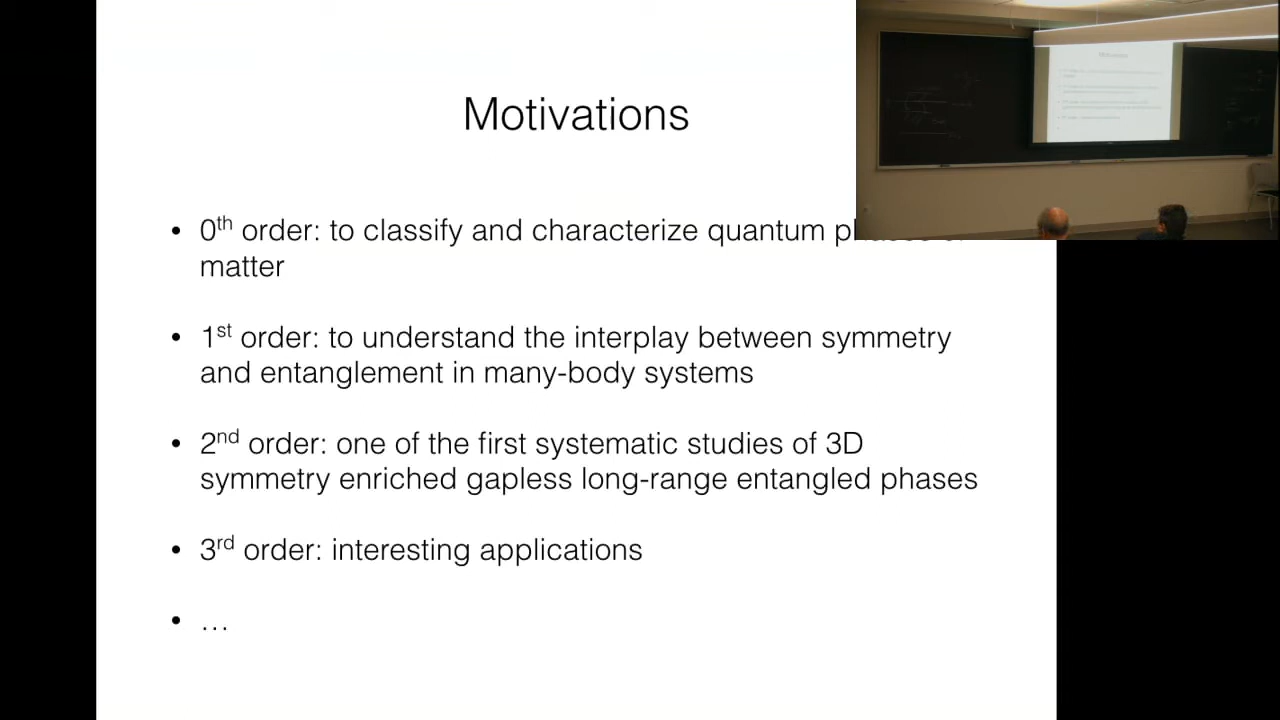 Motivations
• 0th order: to classify and characterize quantum
matter
• 1st order: to understand the interplay between symmetry
and entanglement in many-body systems
• 2nd order: one of the first systematic studies of 3D
symmetry enriched gapless long-range entangled phases
• 3rd order: interesting applications
• …